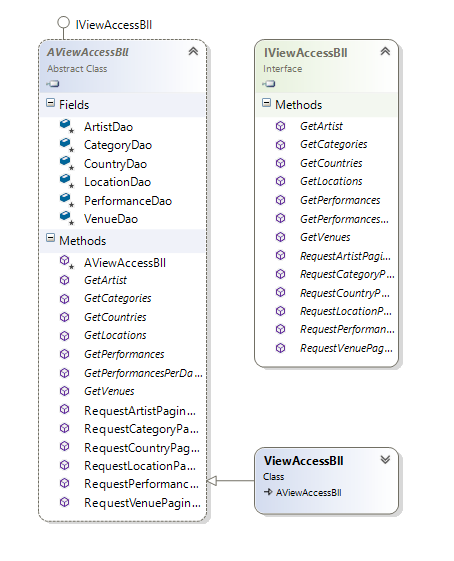 IViewAccessBll
AViewAccessBll
Abstract Class
Fields
ArtistDao
CategoryDao
CountryDao
LocationDao
PerformanceDao
VenueDao
Methods
AViewAccessBll
GetArtist
GetCategories
GetCountries
GetLocations
GetPerformances
GetPerformancesPerDa...
GetVenues
RequestArtistPagin...
RequestCategoryPa...
RequestCountryPag...
RequestLocationPa...
RequestPerformanc...
RequestVenuePagin...
IViewAccessBll
Interface
Methods
GetArtist
GetCategories
GetCountries
GetLocations
GetPerformances
GetPerformances...
GetVenues
RequestArtistPagi...
RequestCategoryP...
RequestCountryP...
RequestLocationP...
RequestPerforman...
RequestVenuePag...
ViewAccessBll
Class
AViewAccessBll